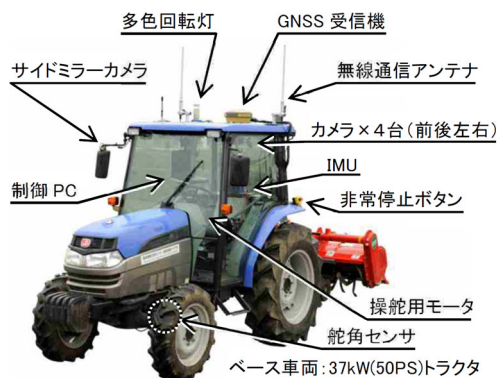 多色回転灯
GNSS 受信機
サイドミラーカメラ
無線通信アンテナ
カメラ×4台(前後左右)
IMU
制御 PC
非常停止ボタン
操舵用モータ
舵角センサ
ベース車両:37kW(50PS)トラクタ